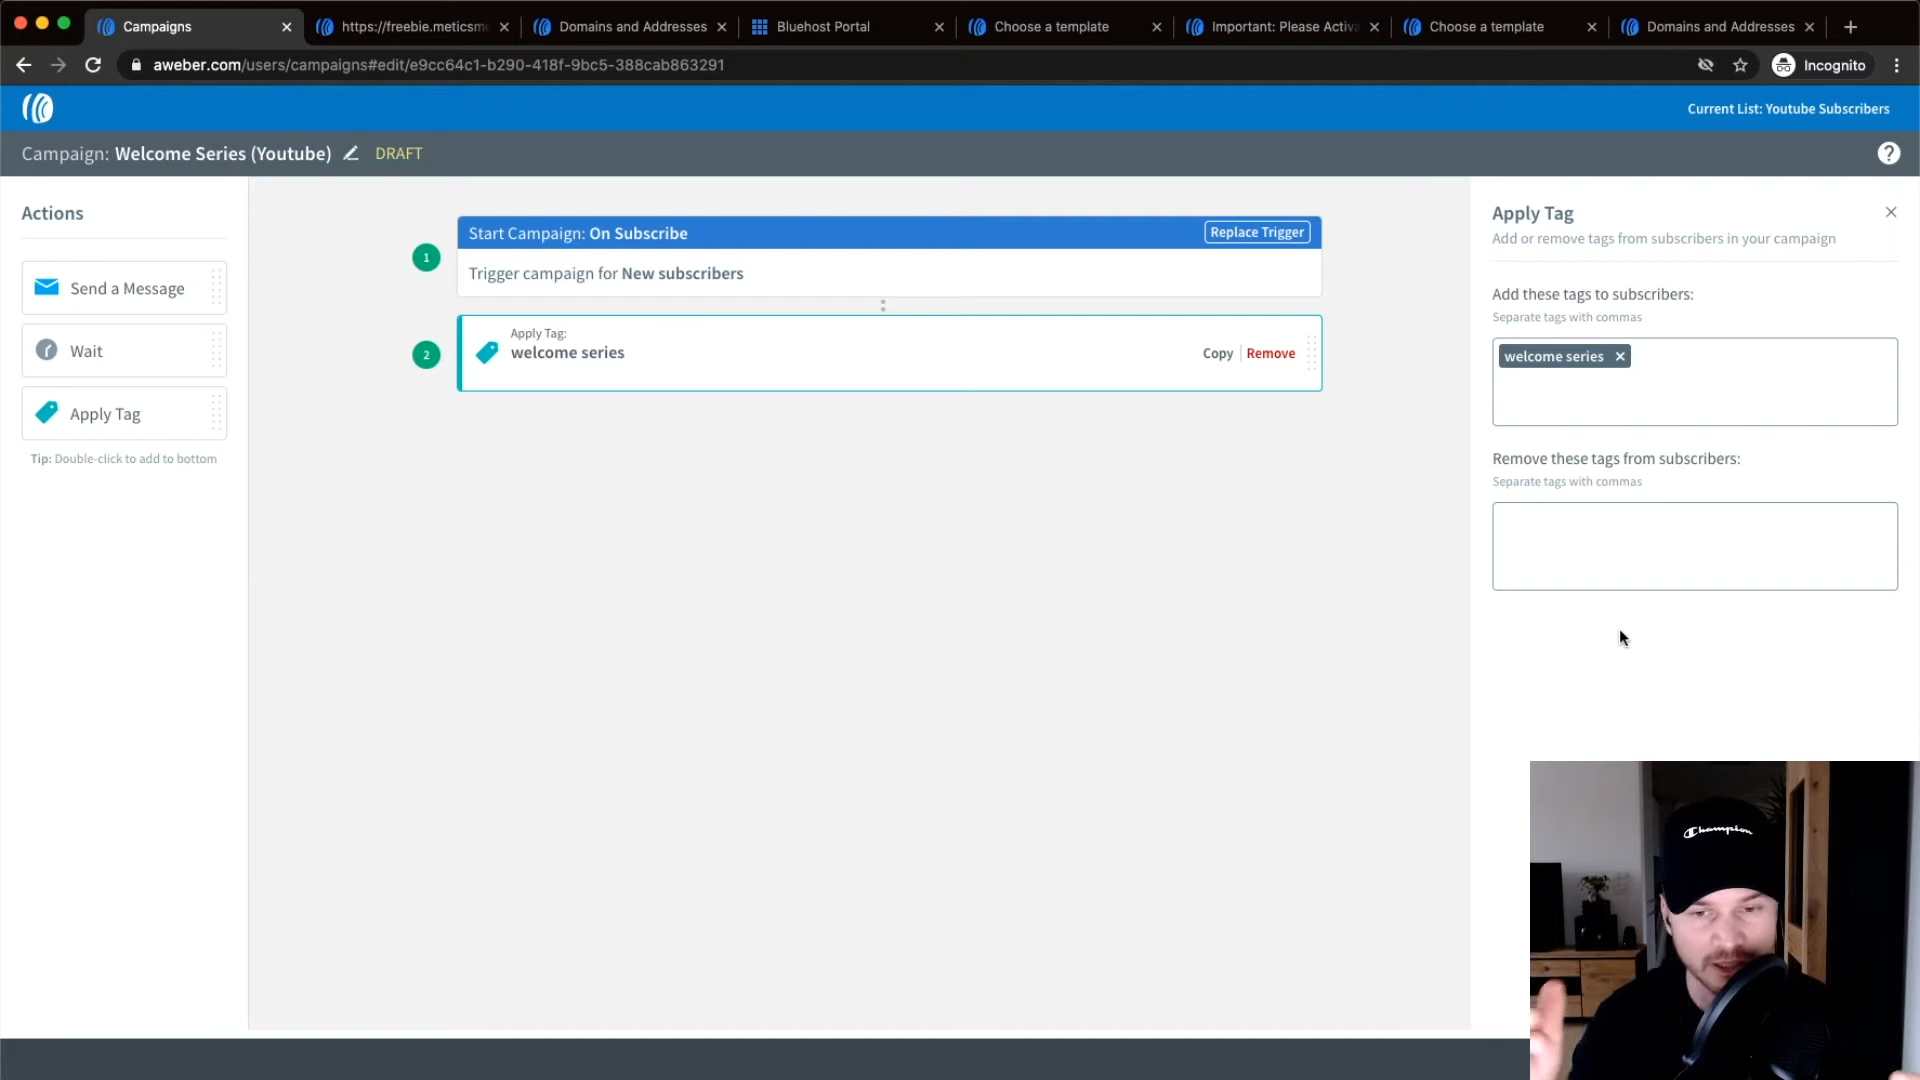 Campaigns
https://freebie.meticsme
Domains and Addresses
Bluehost Portal
Choose a template
Important: Please Activa
Choose a template
Domains and Addresses
aweber.com/users/campaigns#edit/e9cc64c1-b290-418f-9bc5-388cab863291
Incognito
Current List: Youtube Subscribers
Campaign: Welcome Series (Youtube)
DRAFT
?
Actions
Send a Message
Wait
Apply Tag
Tip: Double-click to add to bottom
1
Start Campaign: On Subscribe
Replace Trigger
Trigger campaign for New subscribers
2
Apply Tag:
welcome series
Copy
Remove
Apply Tag
Add or remove tags from subscribers in your campaign
Add these tags to subscribers:
Separate tags with commas
welcome series
Remove these tags from subscribers:
Separate tags with commas
Champion